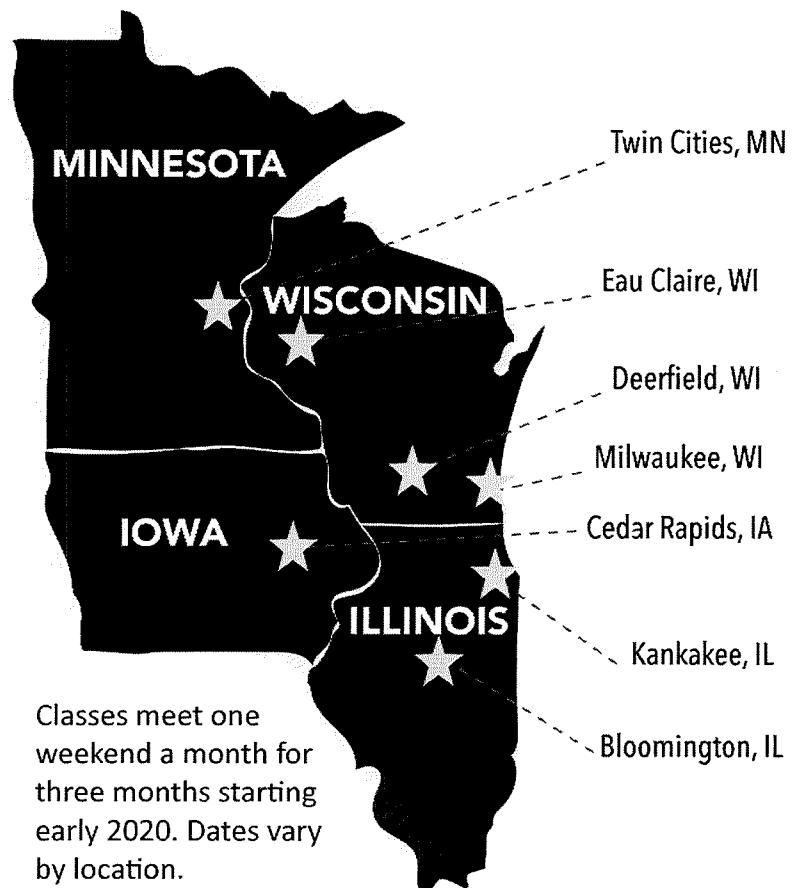 MINNESOTA
Twin Cities, MN
WISCONSIN
Eau Claire, WI
Deerfield, WI
Milwaukee, WI
IOWA
Cedar Rapids, IA
ILLINOIS
Kankakee, IL
Bloomington, IL
Classes meet one
weekend a month for
three months starting
early 2020. Dates vary
by location.